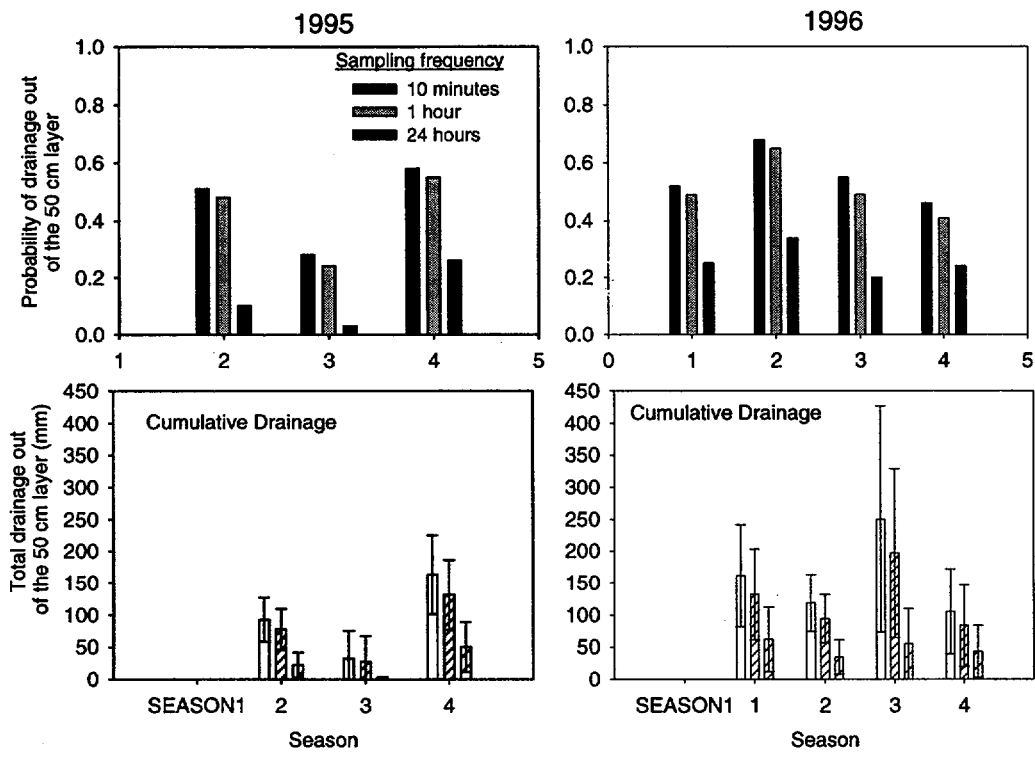 1995
1996
Probability of drainage out
of the 50 cm layer
1.0
0.8
0.6
0.4
0.2
0.0
Sampling frequency
10 minutes
1 hour
24 hours
1 2 3 4 5
1.0
0.8
0.6
0.4
0.2
0.0
0 1 2 3 4 5
Total drainage out
of the 50 cm layer (mm)
450
400
350
300
250
200
150
100
50
0
Cumulative Drainage
SEASON1 2 3 4
Season
450
400
350
300
250
200
150
100
50
0
Cumulative Drainage
SEASON1 1 2 3 4
Season